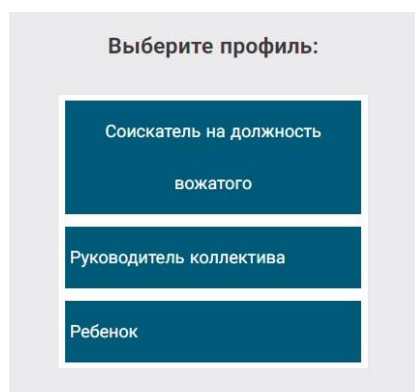 Выберите профиль:
Соискатель на должность
вожатого
Руководитель коллектива
Ребенок